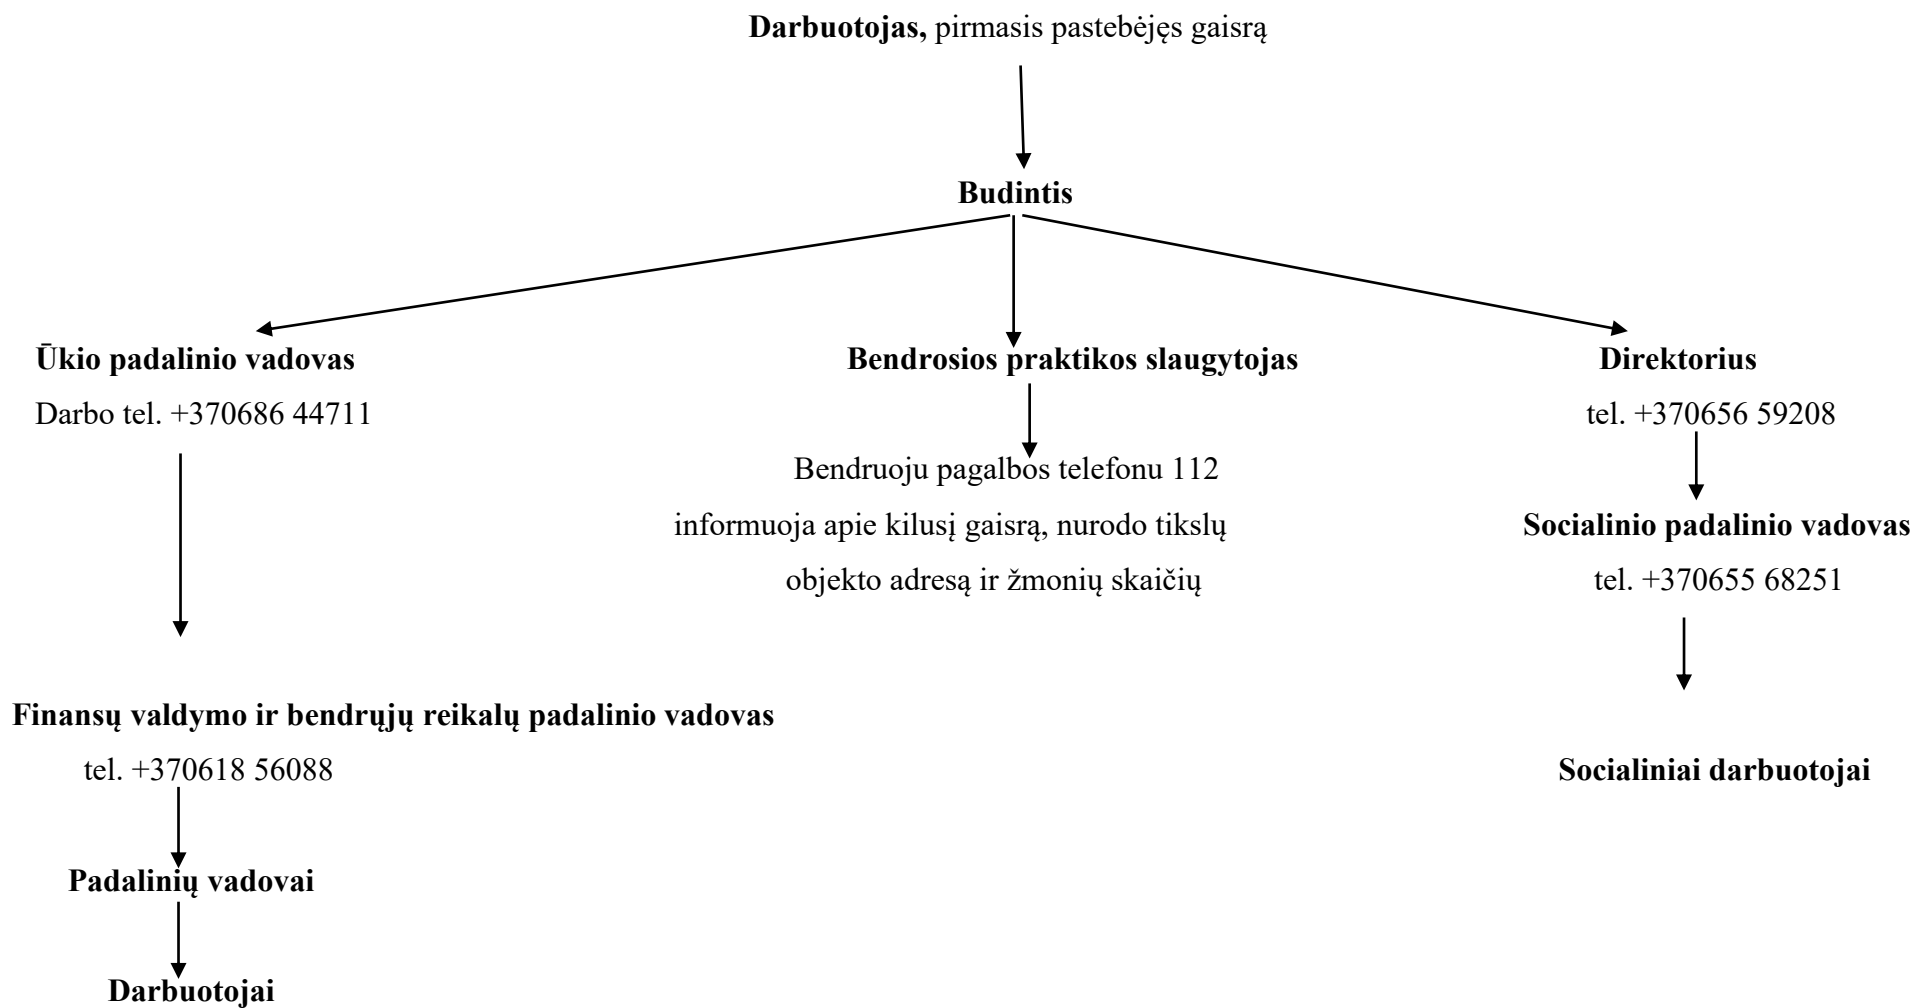 Darbuotojas, pirmasis pastebėjęs gaisrą
Budintis
Ūkio padalinio vadovas
Darbo tel. +370686 44711
Bendrosios praktikos slaugytojas
Direktorius
tel. +370656 59208
Bendruoju pagalbos telefonu 112
informuoja apie kilusį gaisrą, nurodo tikslų
objekto adresą ir žmonių skaičių
Socialinio padalinio vadovas
tel. +370655 68251
Finansų valdymo ir bendrųjų reikalų padalinio vadovas
tel. +370618 56088
Socialiniai darbuotojai
Padalinių vadovai
Darbuotojai